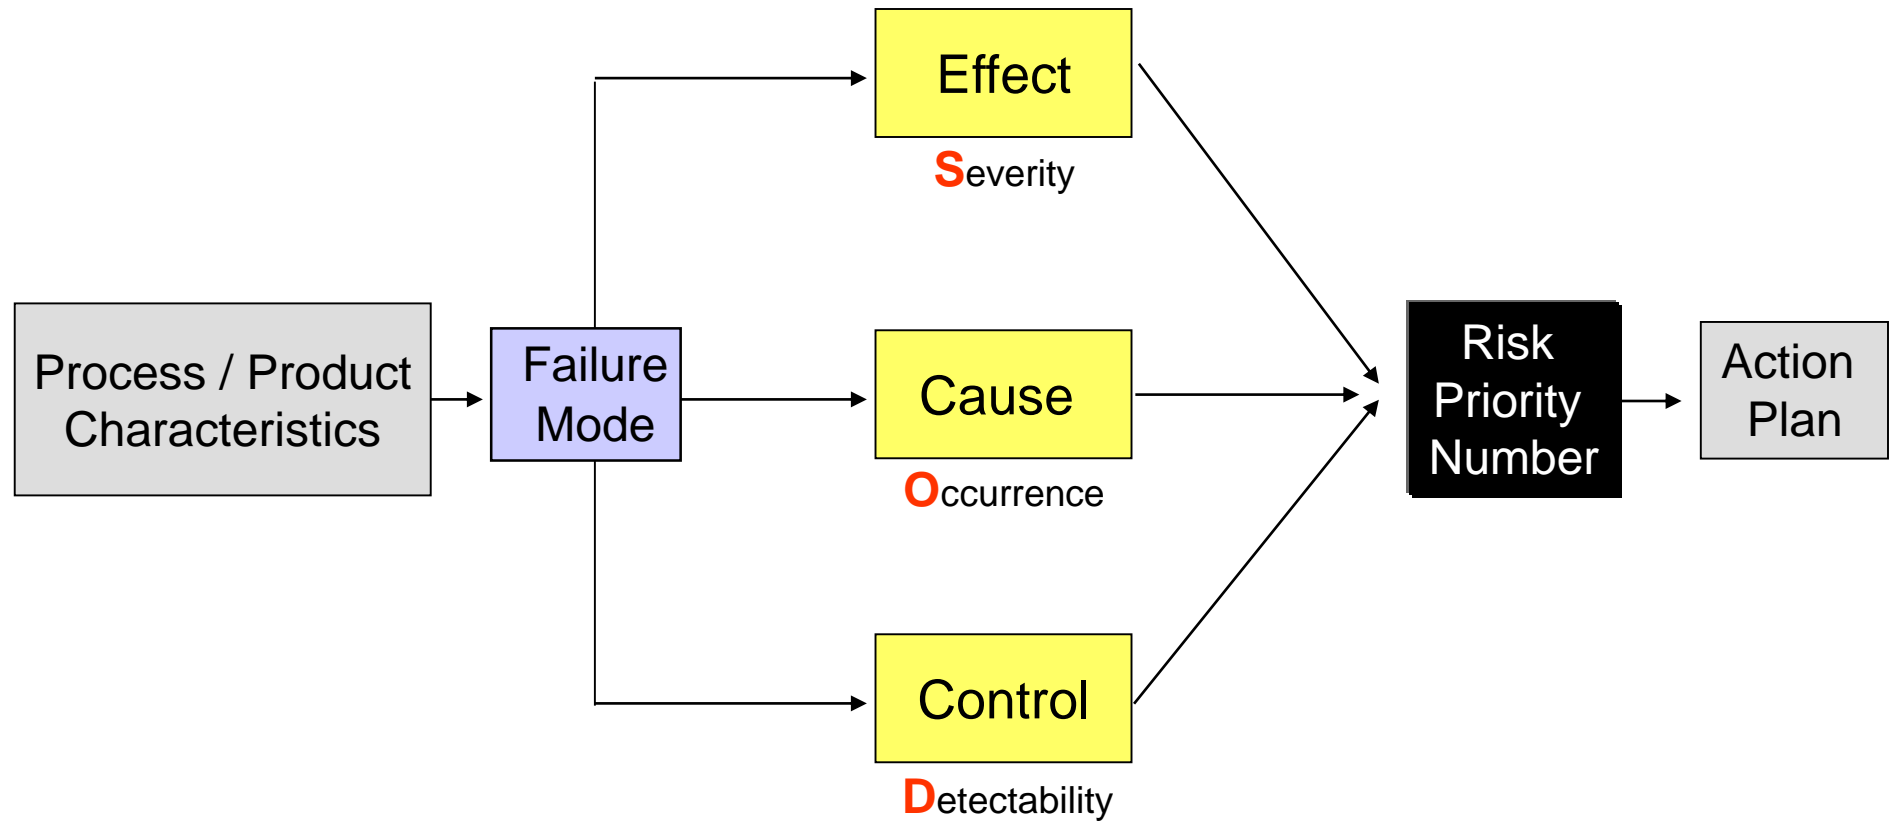 Process / Product
Characteristics
Failure
Mode
Effect
Severity
Cause
Occurrence
Control
Detectability
Risk
Priority
Number
Action
Plan